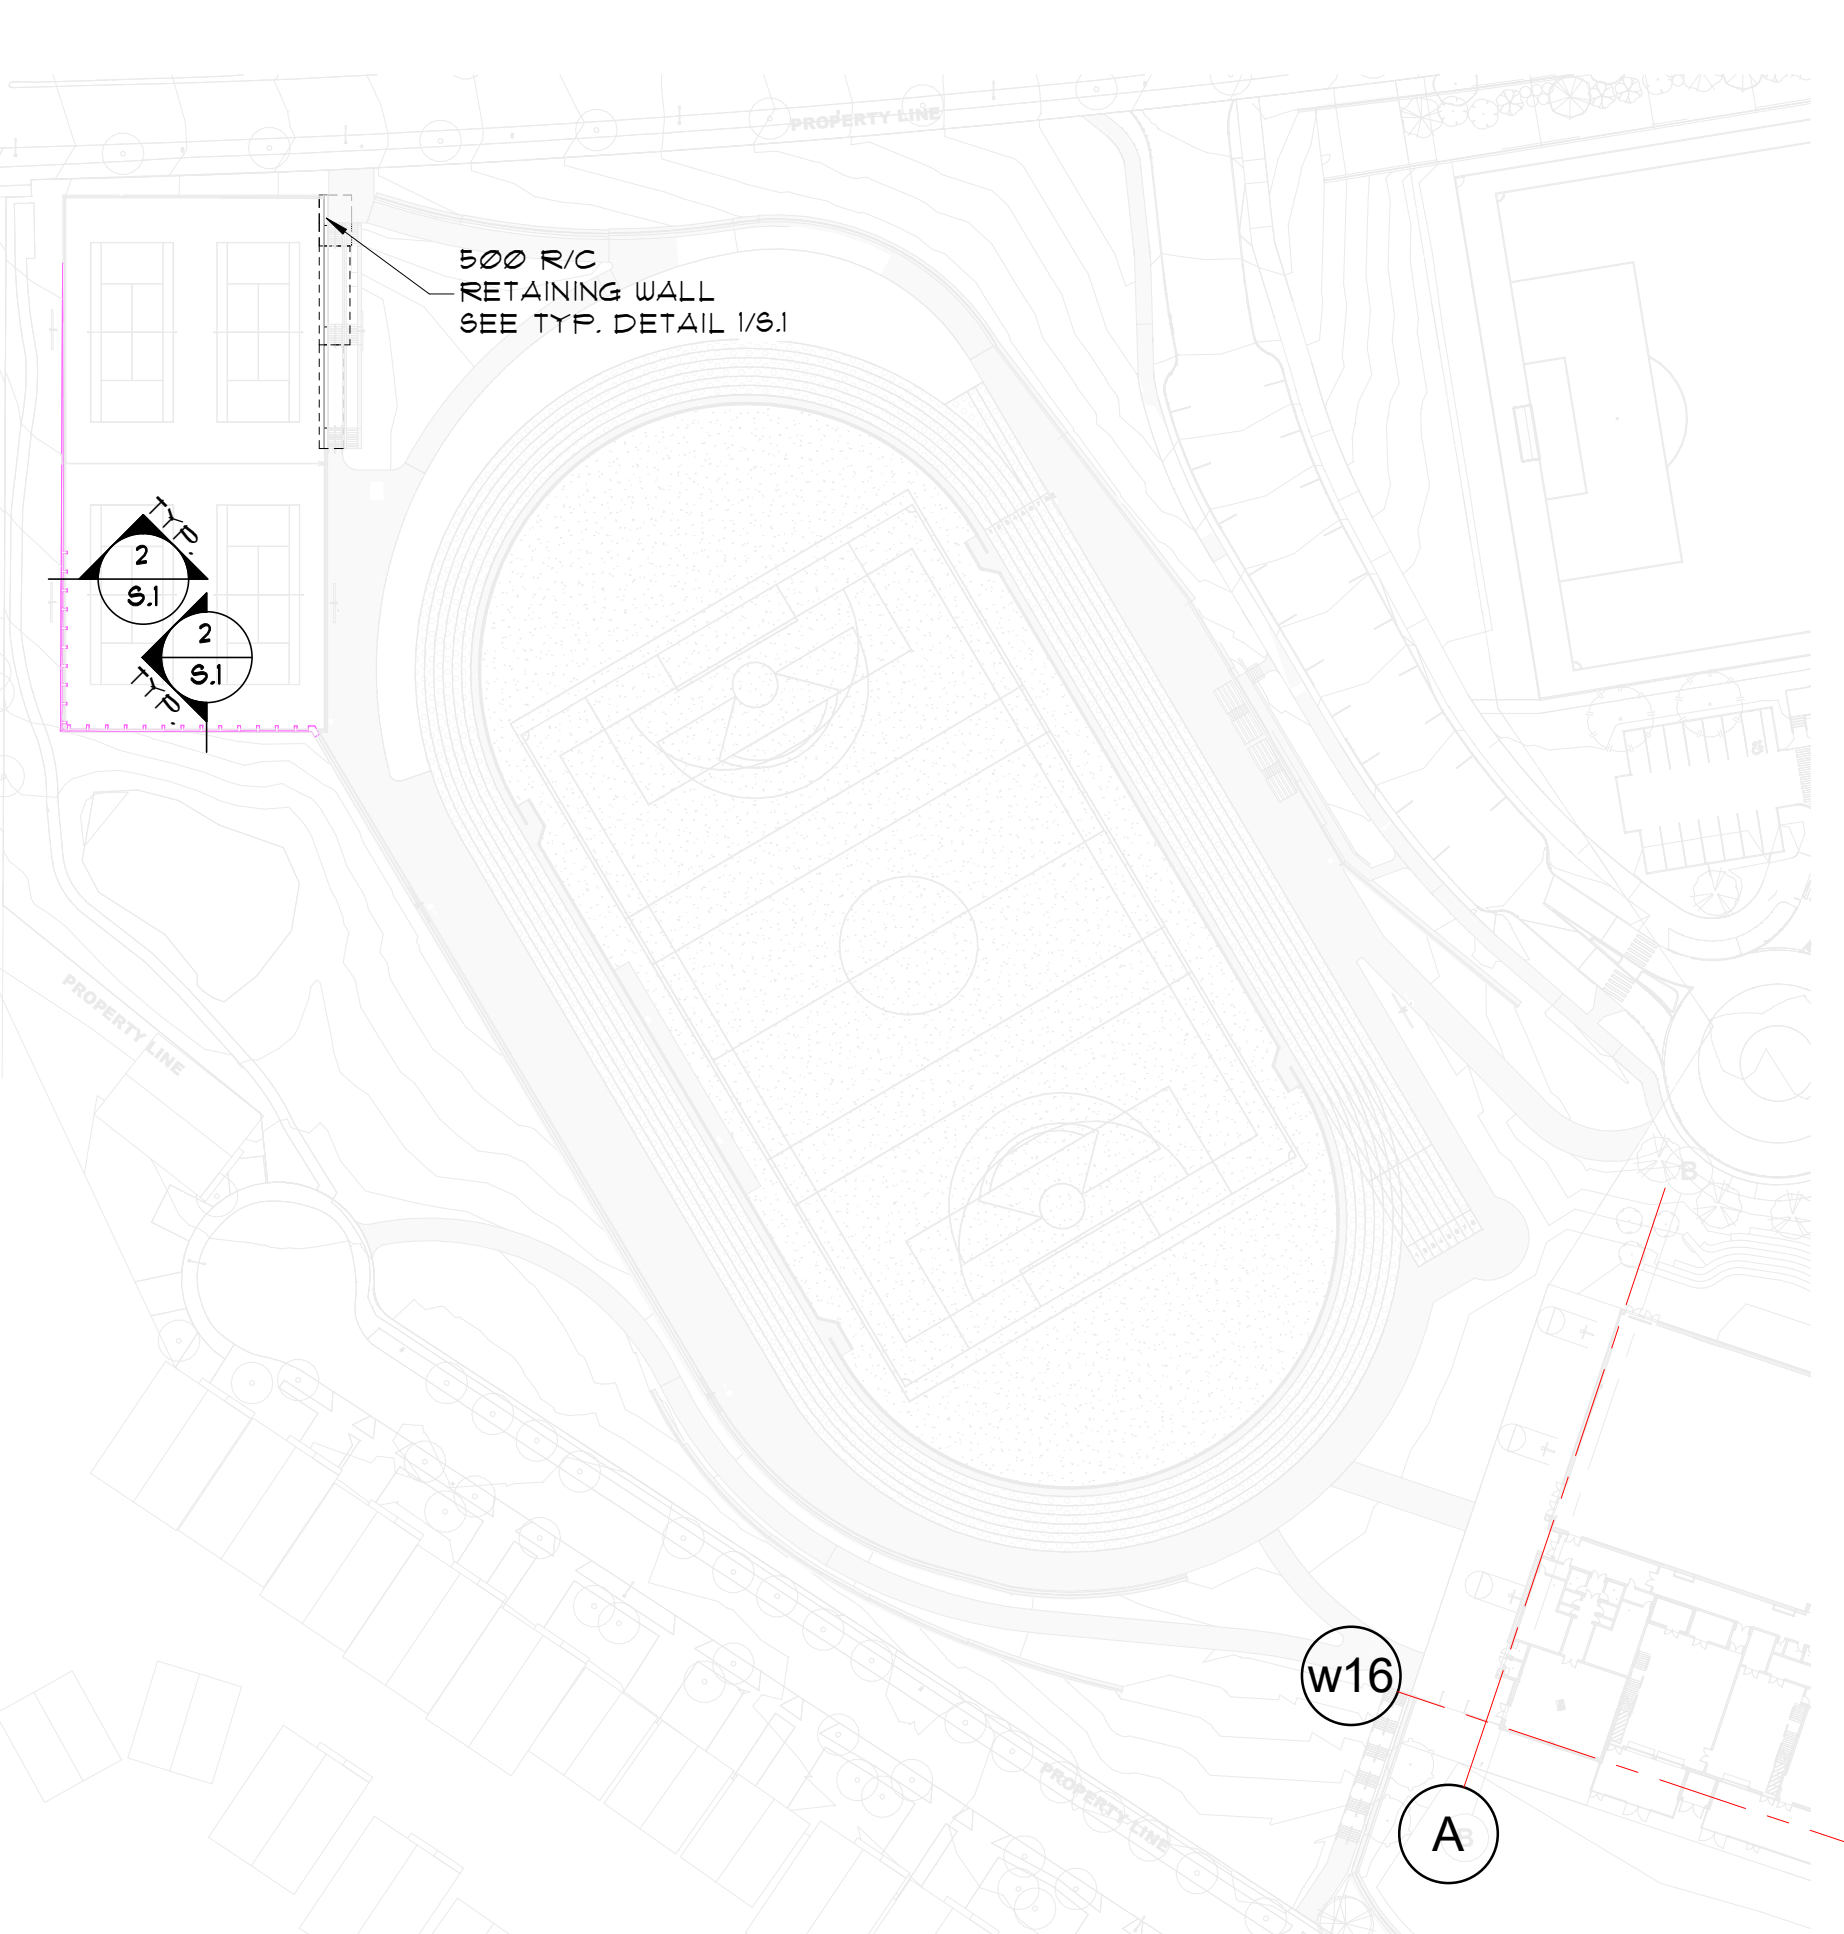 PROPERTY LINE
500 R/C
RETAINING WALL
SEE TYP. DETAIL 1/S.1
TYP.
2
S.1
2
S.1
TYP.
PROPERTY LINE
B
w16
PROPERTY LINE
A
B